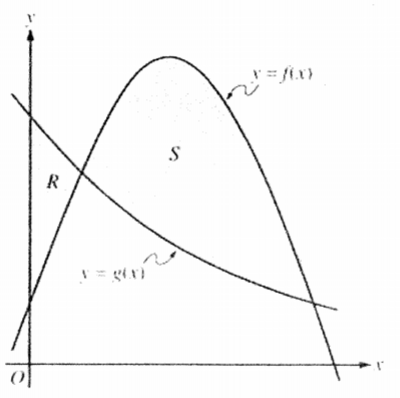 y
y = f(x)
S
R
y = g(x)
O
x